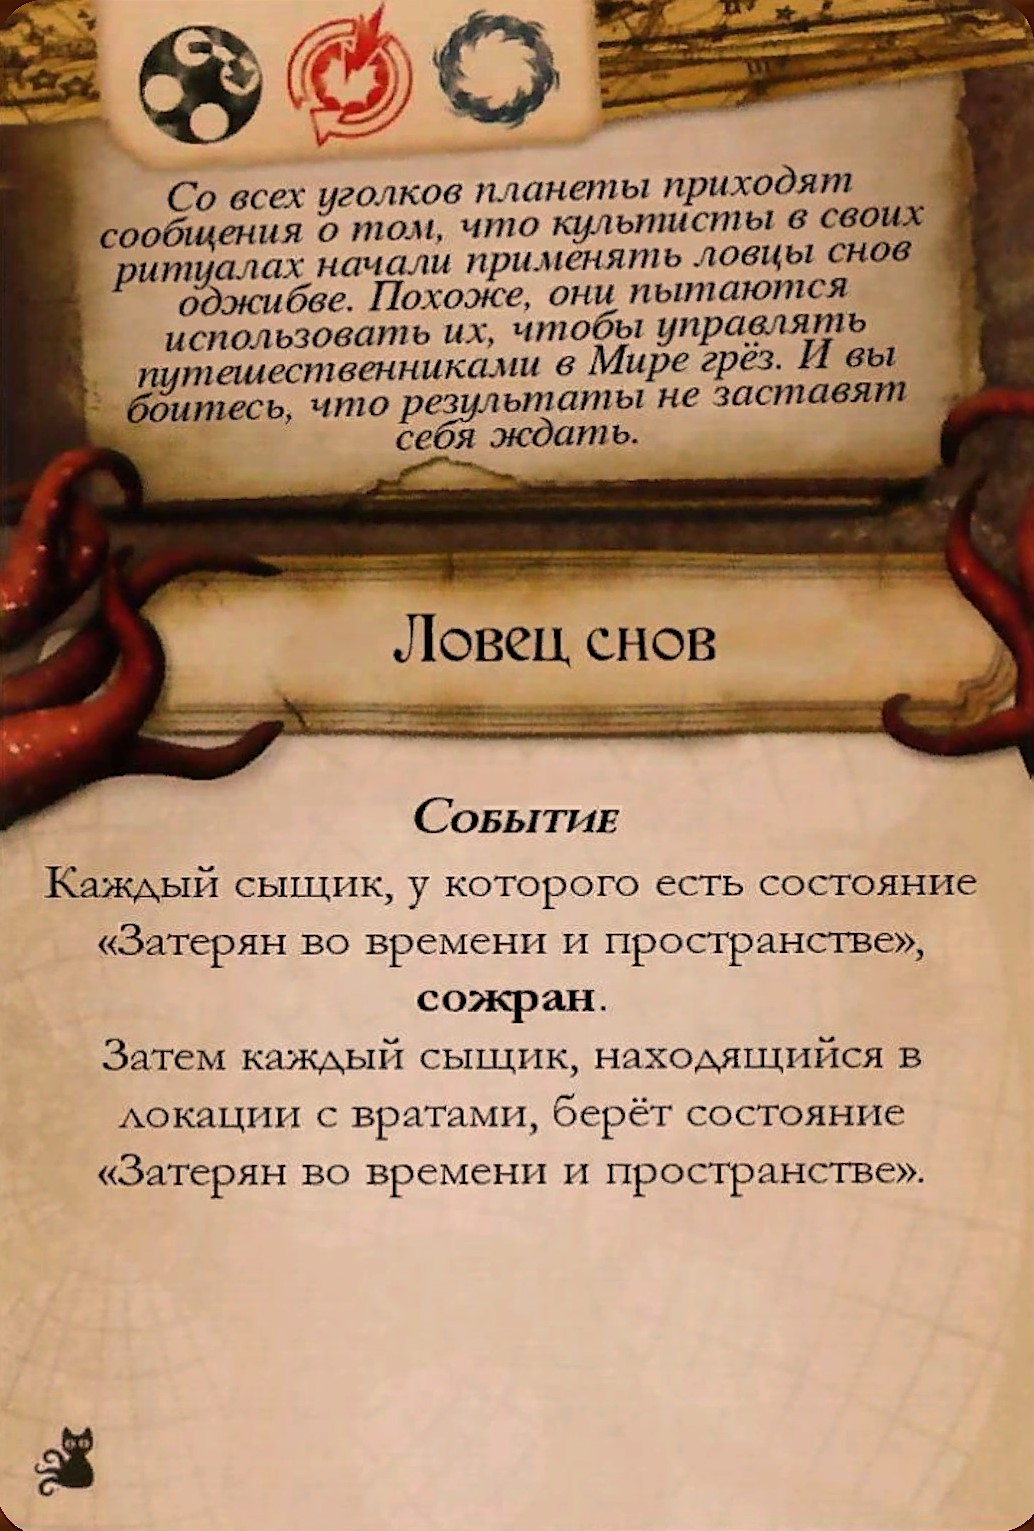 Со всех уголков планеты приходят
сообщения о том, что культисты в своих
ритуалах начали применять ловцы снов
оджибве. Похоже, они пытаются
использовать их, чтобы управлять
путешественниками в Мире грёз. И вы
боитесь, что результаты не заставят
себя ждать.
Ловец снов
Событие
Каждый сыщик, у которого есть состояние
«Затерян во времени и пространстве»,
сожран.
Затем каждый сыщик, находящийся в
локации с вратами, берёт состояние
«Затерян во времени и пространстве».